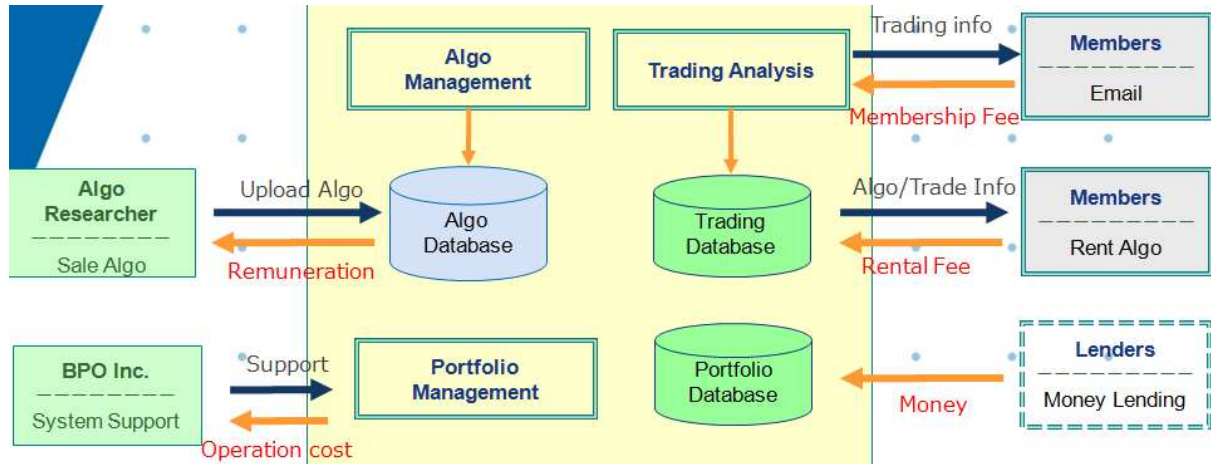 Trading info
Algo
Management
Trading Analysis
Members
Email
Membership Fee
Algo
Researcher
Sale Algo
Upload Algo
Remuneration
Algo
Database
Trading
Database
Algo/Trade Info
Rental Fee
Members
Rent Algo
BPO Inc.
System Support
Support
Operation cost
Portfolio
Management
Portfolio
Database
Money
Lenders
Money Lending